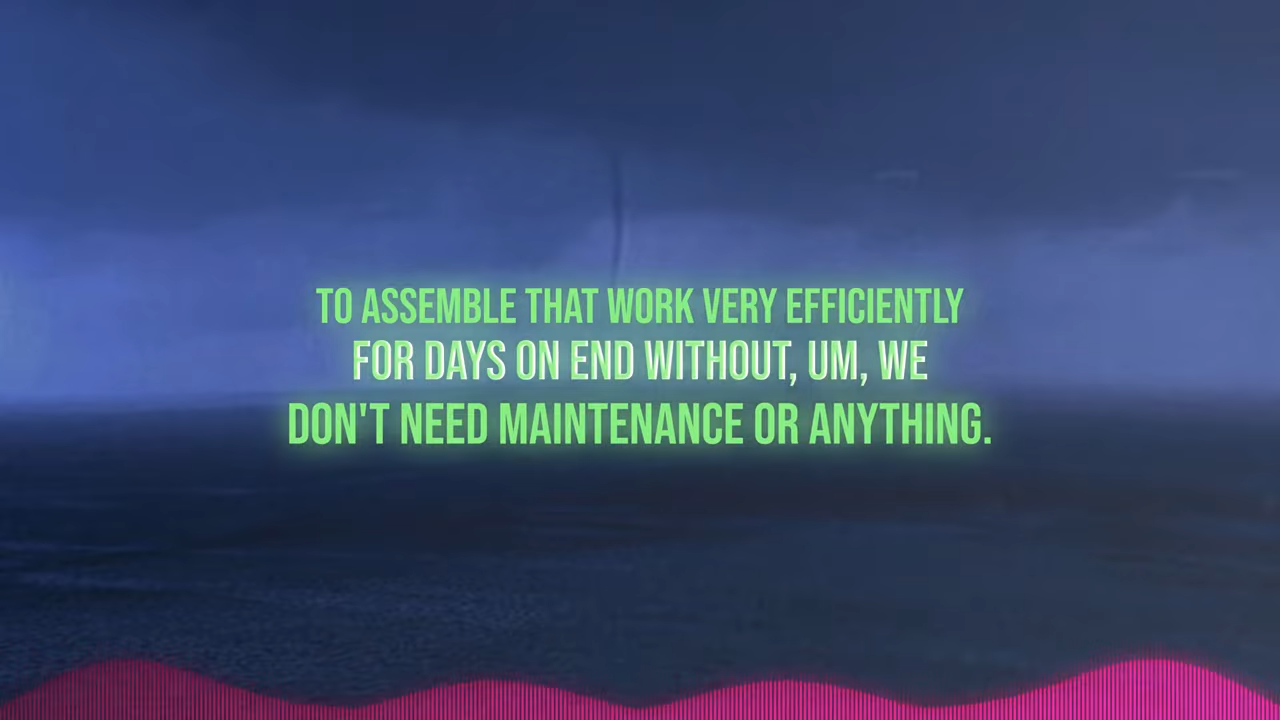 TO ASSEMBLE THAT WORK VERY EFFICIENTLY
FOR DAYS ON END WITHOUT, UM, WE
DON'T NEED MAINTENANCE OR ANYTHING.